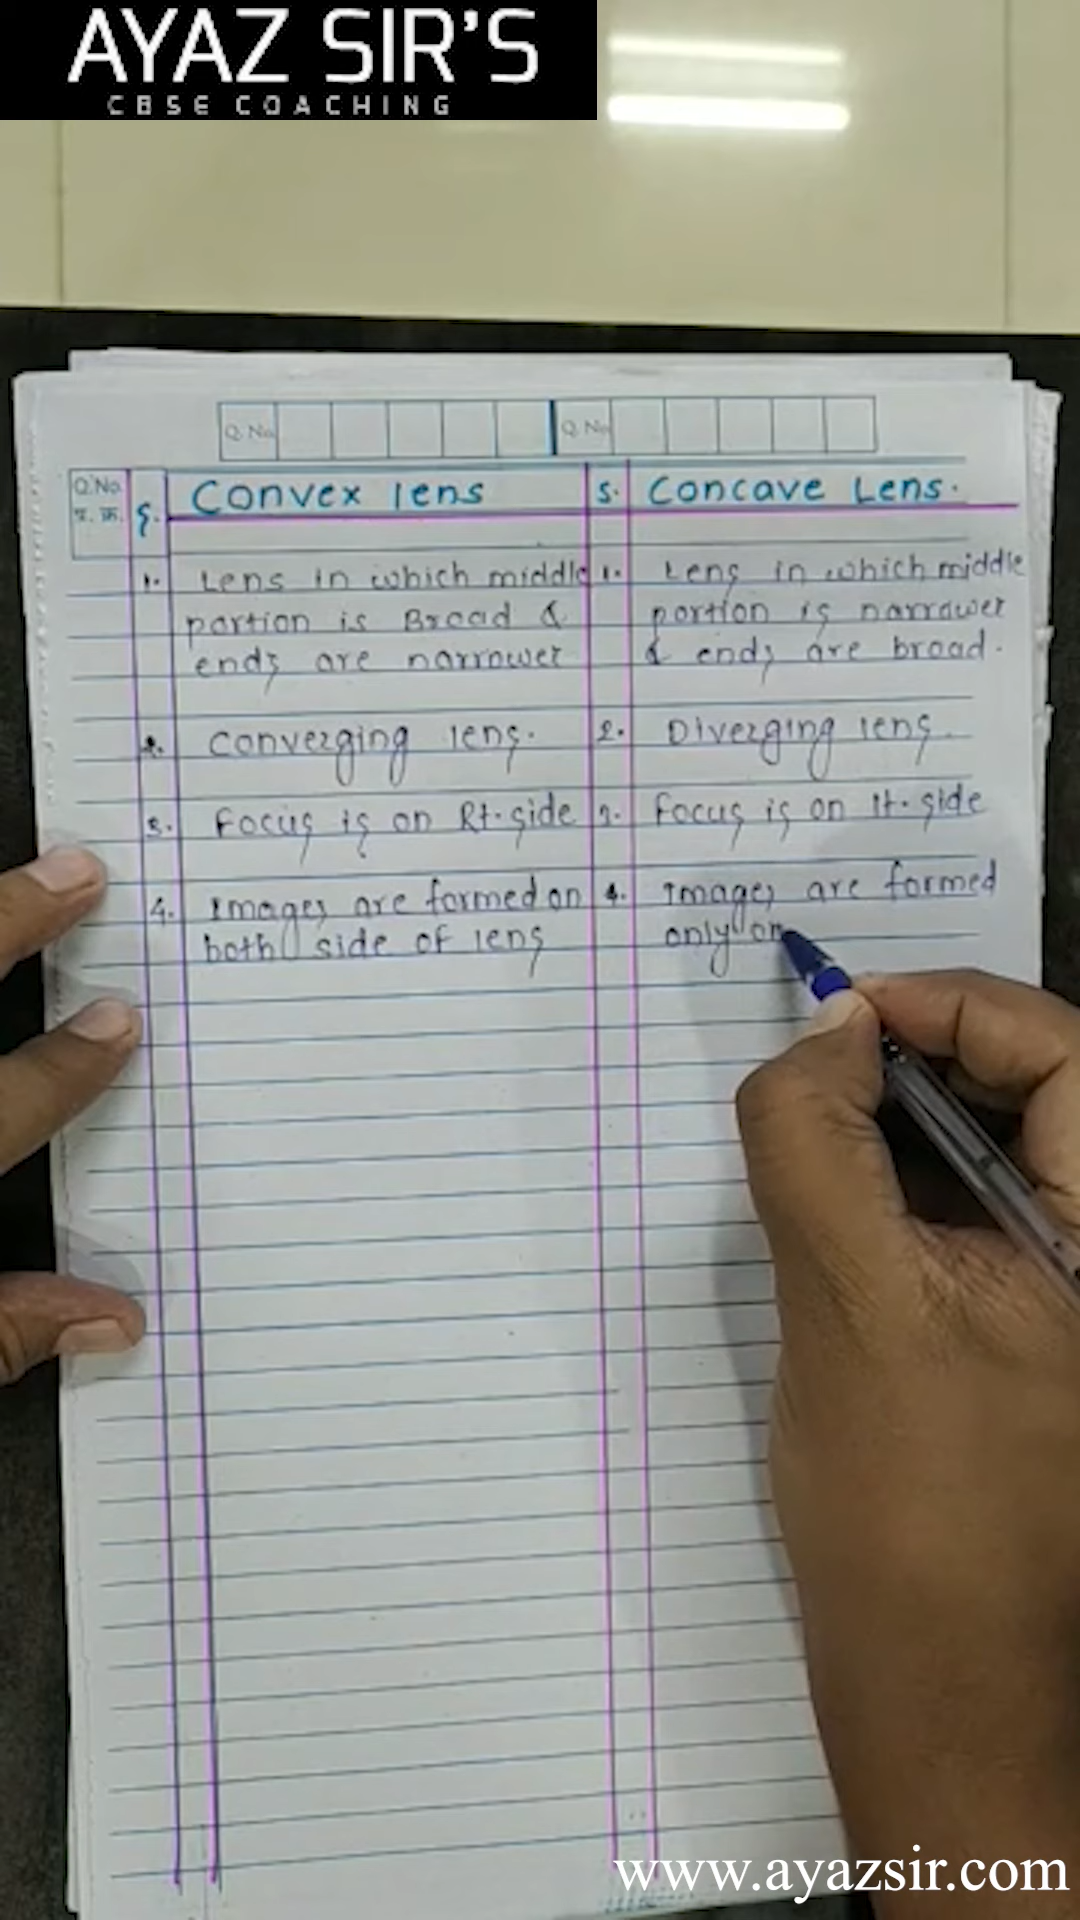 AYAZ SIR'S
CBSE COACHING
Q.No Q.No
Q.No.
प्र. क्र.
S. Convex lens S. Concave Lens.
1. Lens in which middle 1. Lens in which middle
portion is Broad & portion is narrower
ends are narrower & ends are broad.
2. Converging lens. 2. Diverging lens.
3. Focus is on Rt. side 3. Focus is on lt. side
4. Images are formed on 4. Images are formed
both side of lens only on
www.ayazsir.com